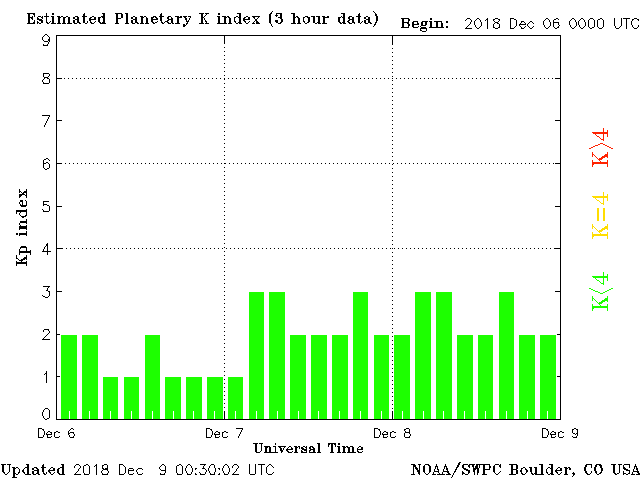 Estimated Planetary K index (3 hour data)
Begin: 2018 Dec 06 0000 UTC
9
8
7
6
5
4
3
2
1
0
Kp index
K>4
K=4
K<4
Dec 6
Dec 7
Dec 8
Dec 9
Universal Time
Updated 2018 Dec 9 00:30:02 UTC
NOAA/SWPC Boulder, CO USA